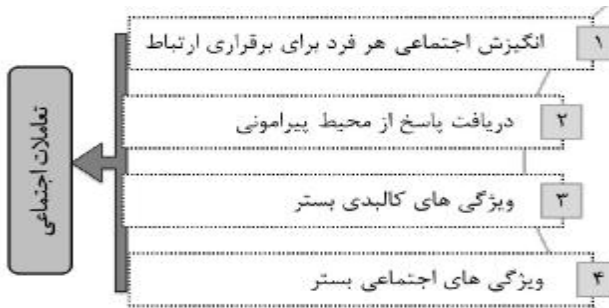 ۱ انگیزش اجتماعی هر فرد برای برقراری ارتباط
۲ دریافت پاسخ از محیط پیرامونی
۳ ویژگی های کالبدی بستر
۴ ویژگی های اجتماعی بستر
تعاملات اجتماعی